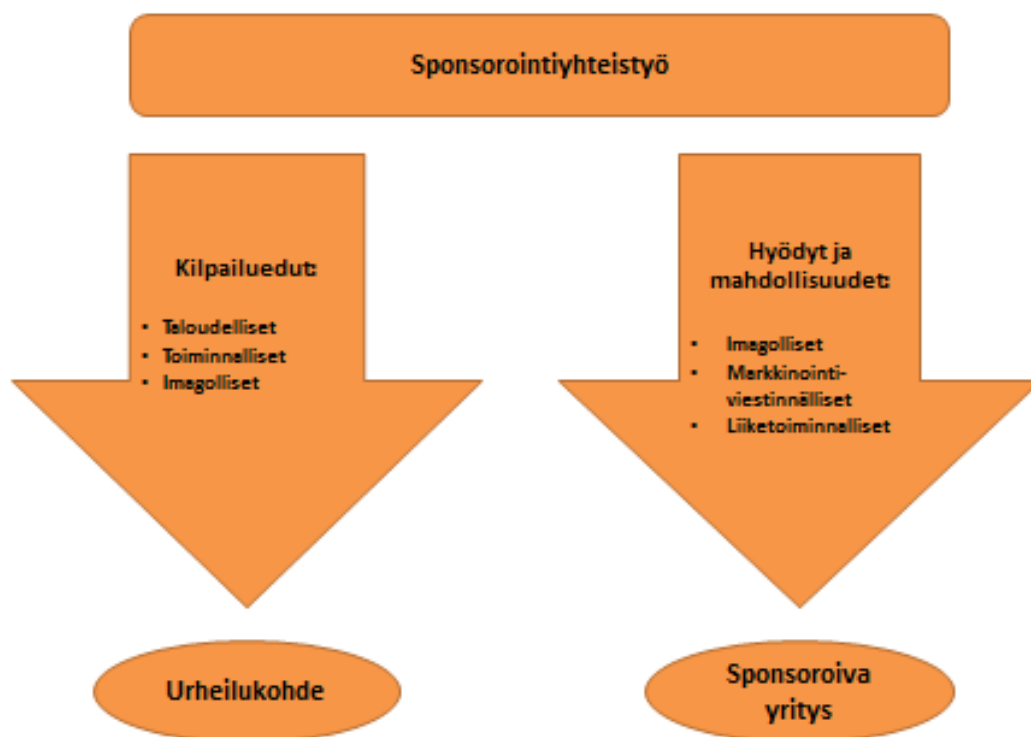 Sponsorointiyhteistyö
Kilpailuedut:
• Taloudelliset
• Toiminnalliset
• Imagolliset
Hyödyt ja
mahdollisuudet:
• Imagolliset
• Markkinointi-
viestinnälliset
• Liiketoiminnalliset
Urheilukohde
Sponsoroiva
yritys